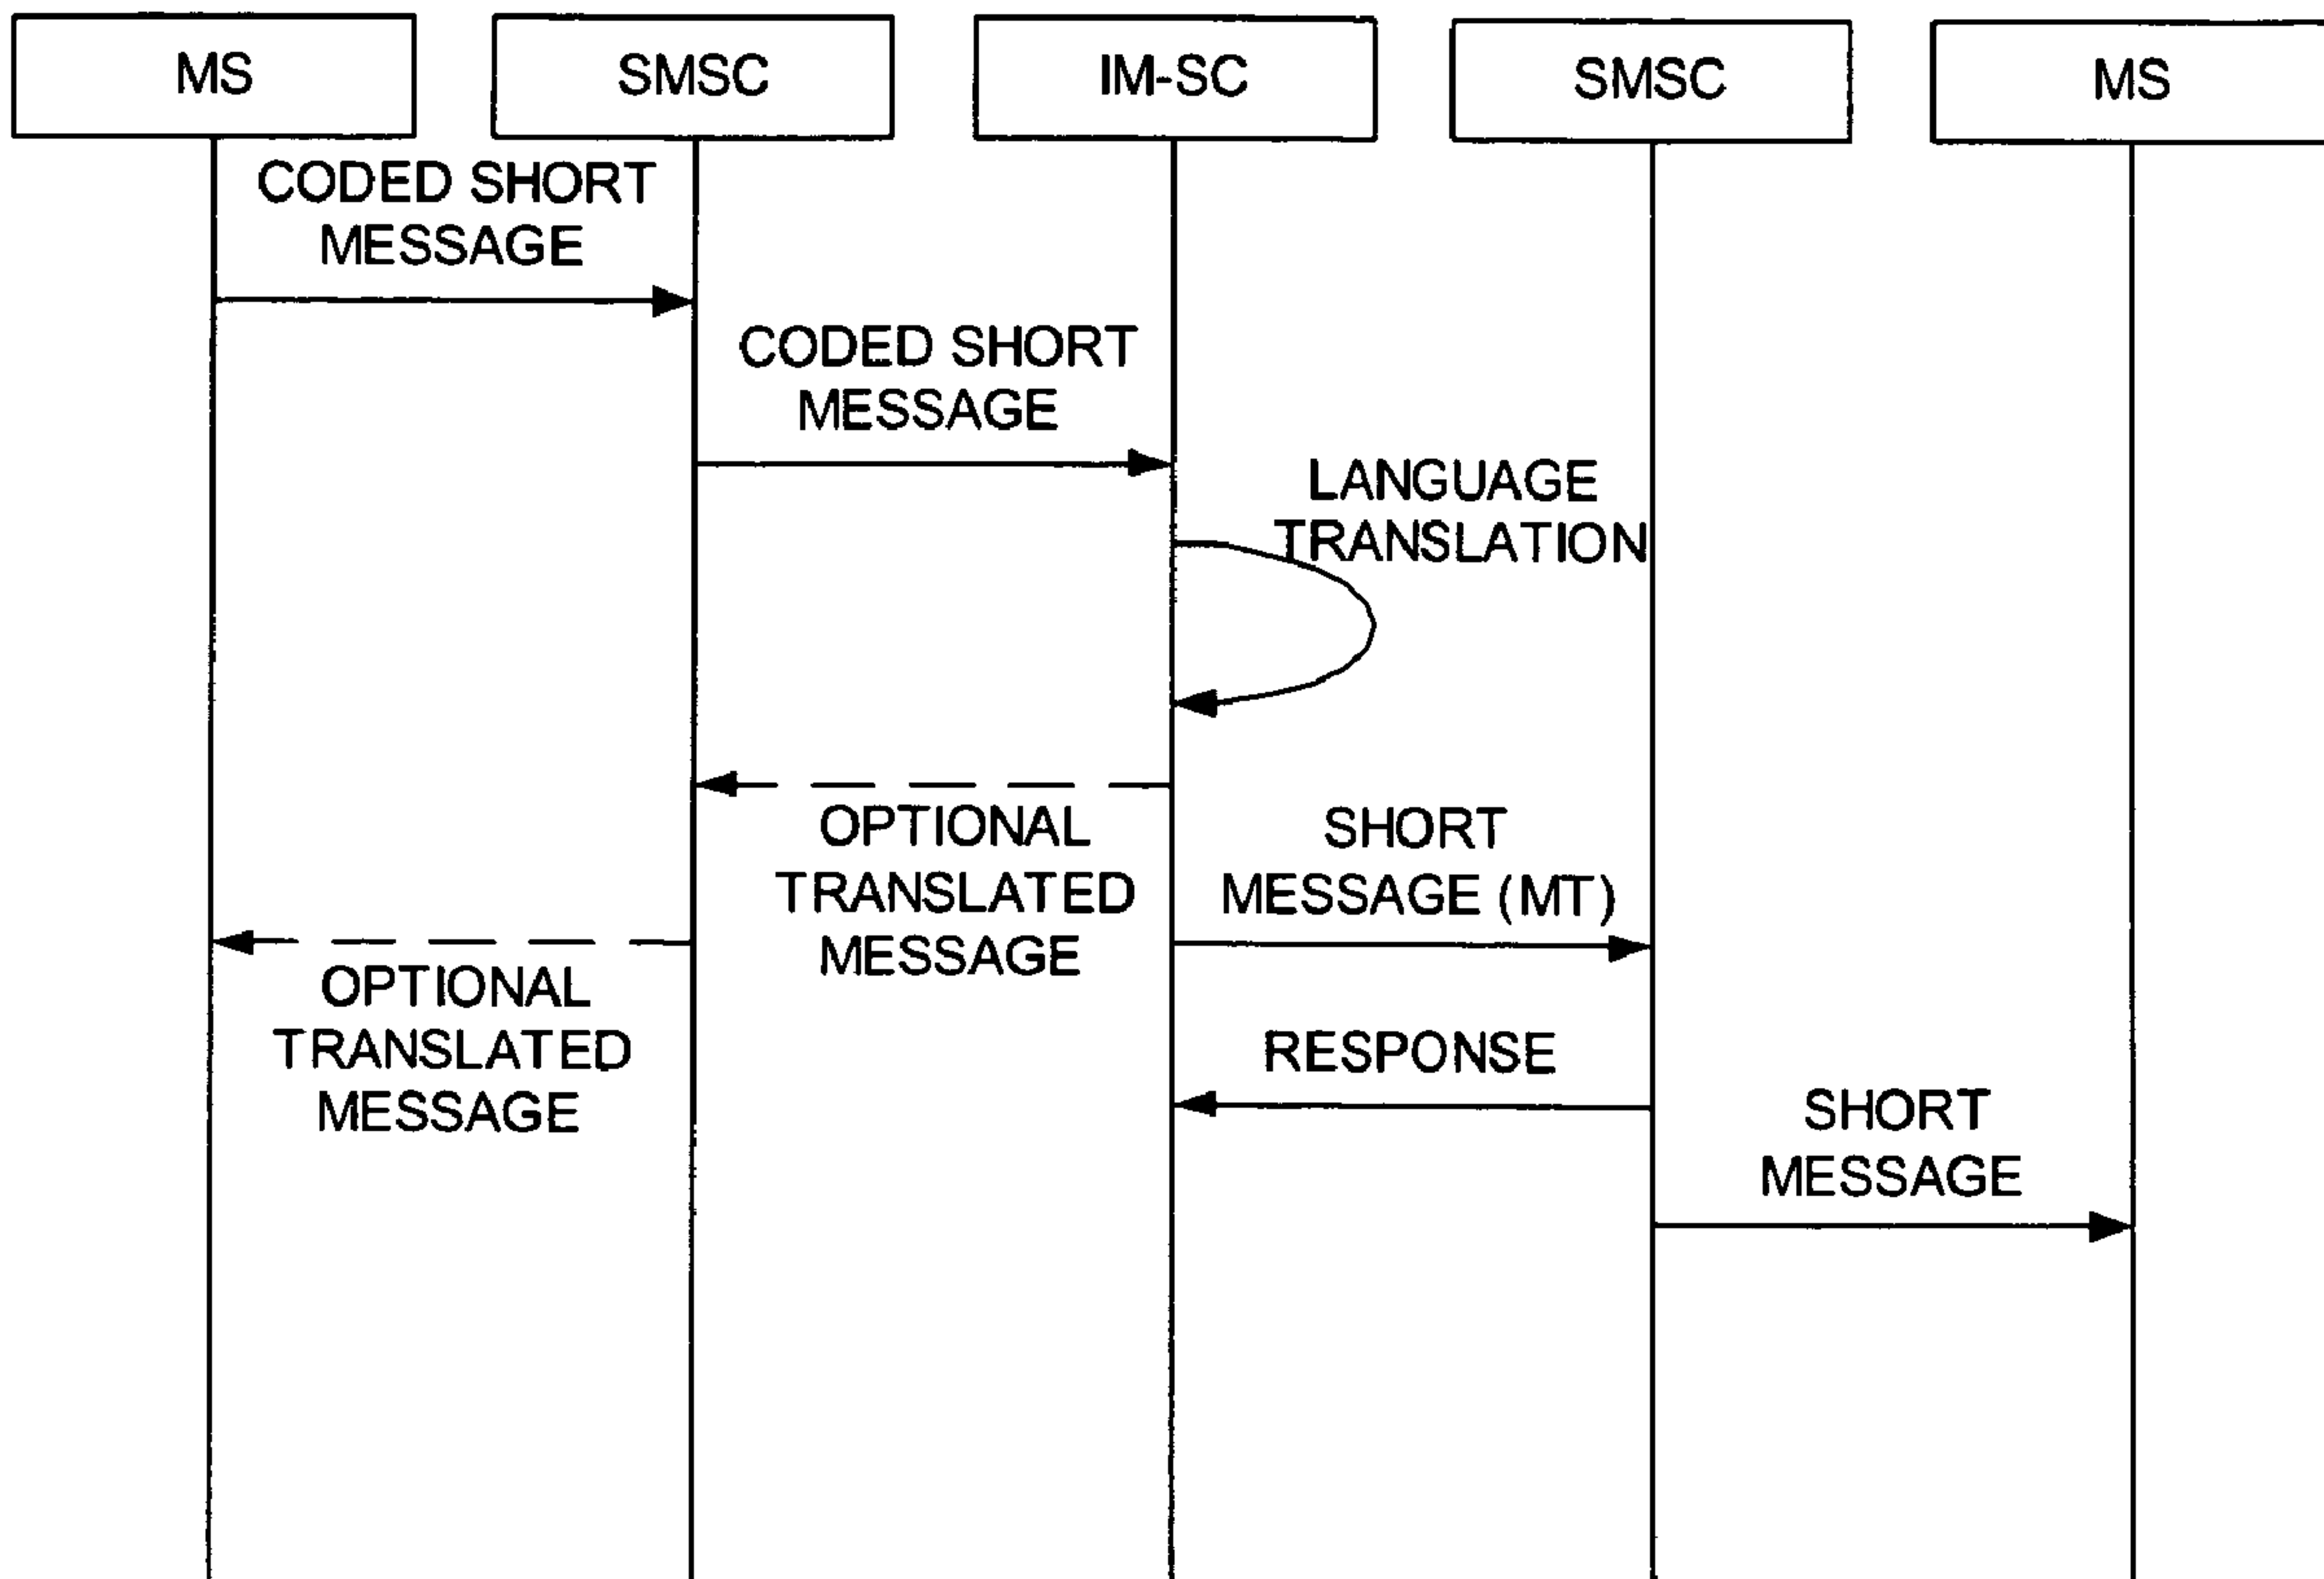 MS
SMSC
IM-SC
SMSC
MS
CODED SHORT
MESSAGE
CODED SHORT
MESSAGE
LANGUAGE
TRANSLATION
OPTIONAL
TRANSLATED
MESSAGE
SHORT
MESSAGE (MT)
OPTIONAL
TRANSLATED
MESSAGE
RESPONSE
SHORT
MESSAGE